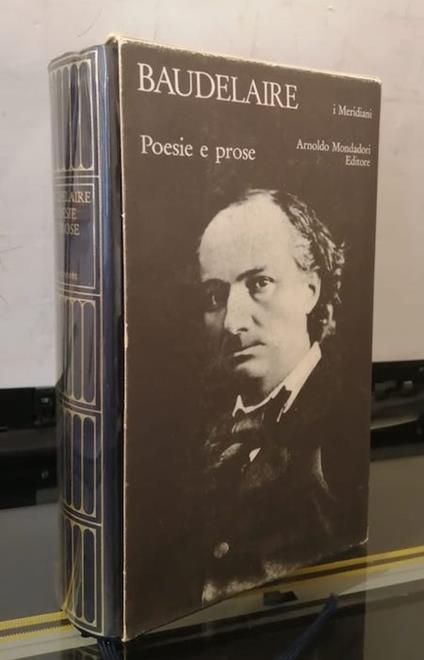 BAUDELAIRE
i Meridiani
Poesie e prose
Arnoldo Mondadori
Editore